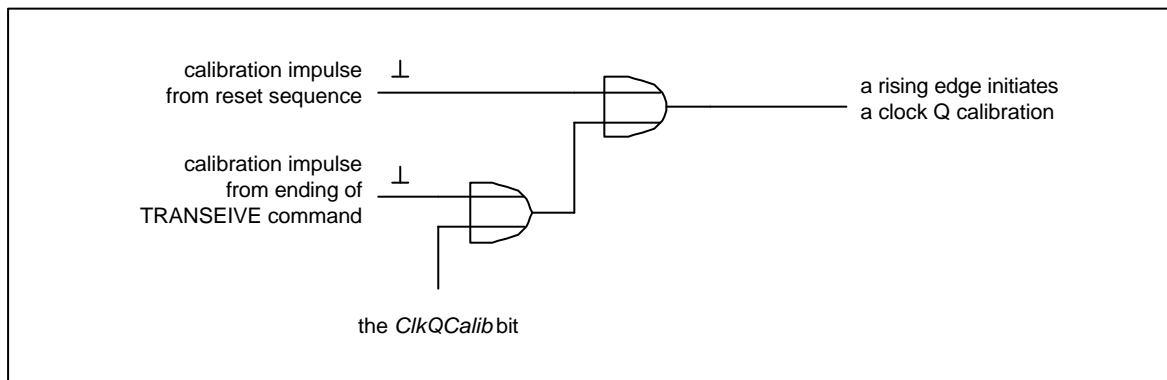 calibration impulse
from reset sequence
a rising edge initiates
a clock Q calibration
calibration impulse
from ending of
TRANSEIVE command
the ClkQCalib bit